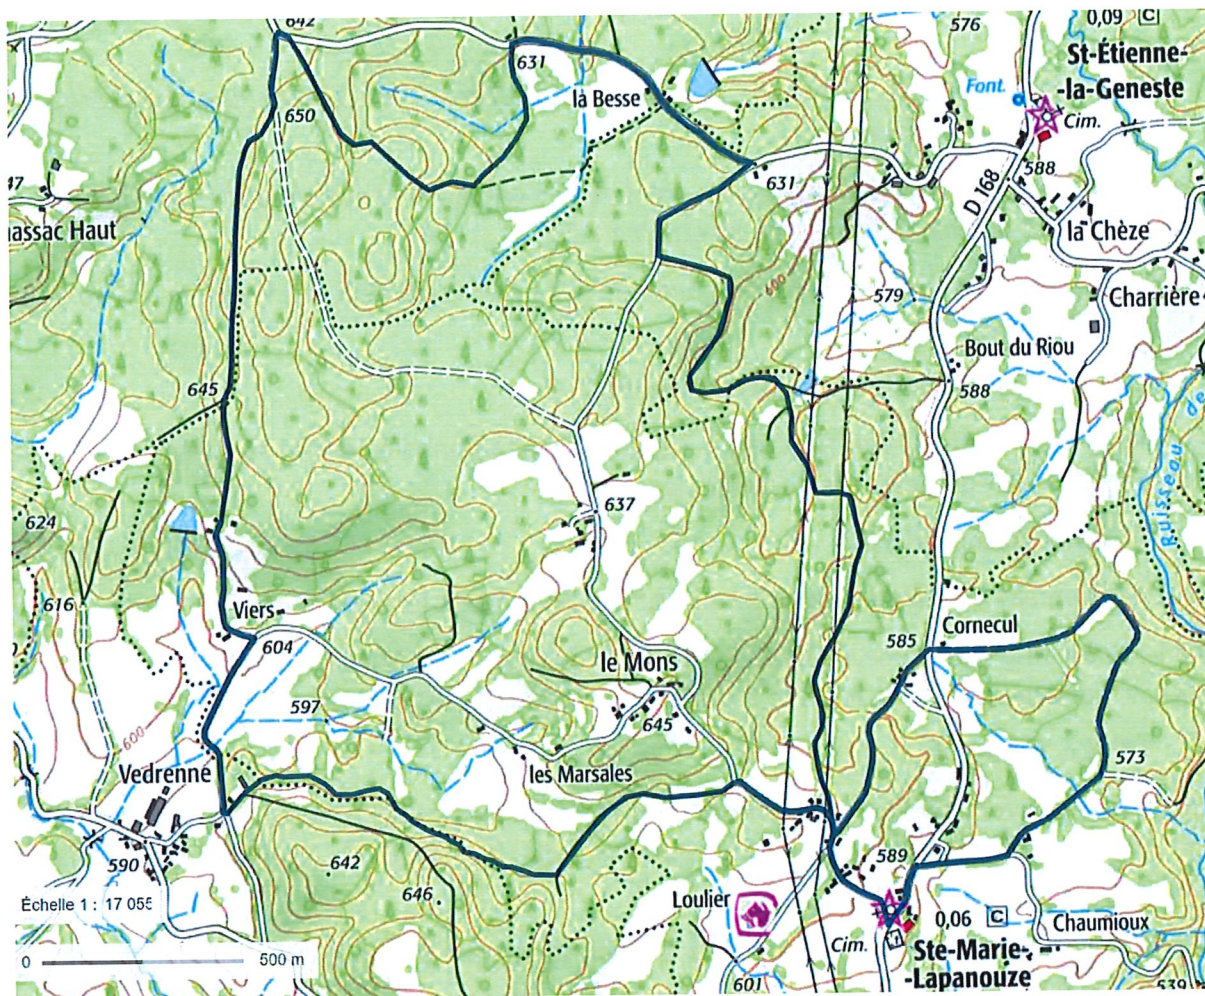 642
576
0,09 C
St-Étienne-
-la-Geneste
631
la Besse
Font.
Cim.
650
631
588
D 168
47
assac Haut
la Chèze
600
579
Charrière
Bout du Riou
645
588
Ruisseau de
624
637
616
Viers
604
Cornecul
585
le Mons
597
645
600
Vedrenne
les Marsales
573
590
642
646
589
Échelle 1 : 17 055
Loulier
0,06 C
Chaumioux
0 500 m
Cim.
Ste-Marie-
-Lapanouze
601
539